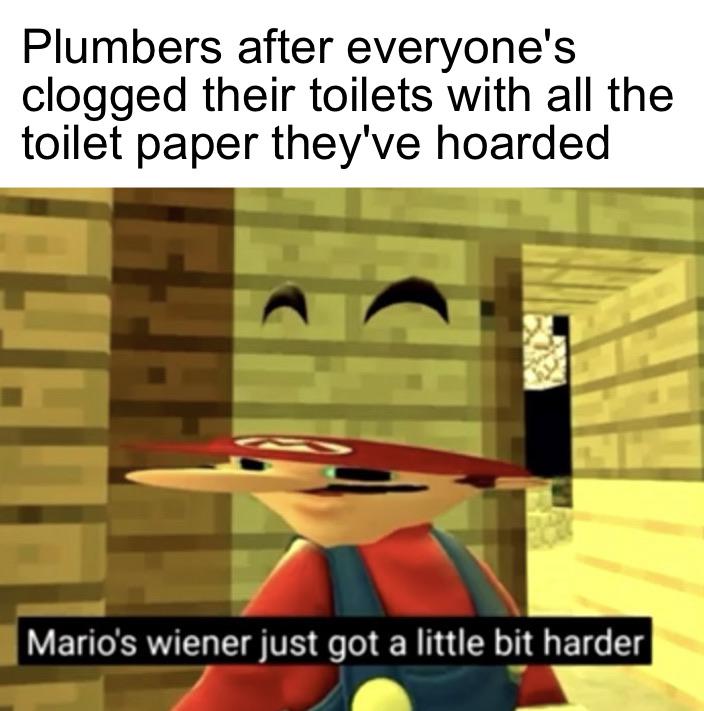 Plumbers after everyone's
clogged their toilets with all the
toilet paper they've hoarded
M
Mario's wiener just got a little bit harder